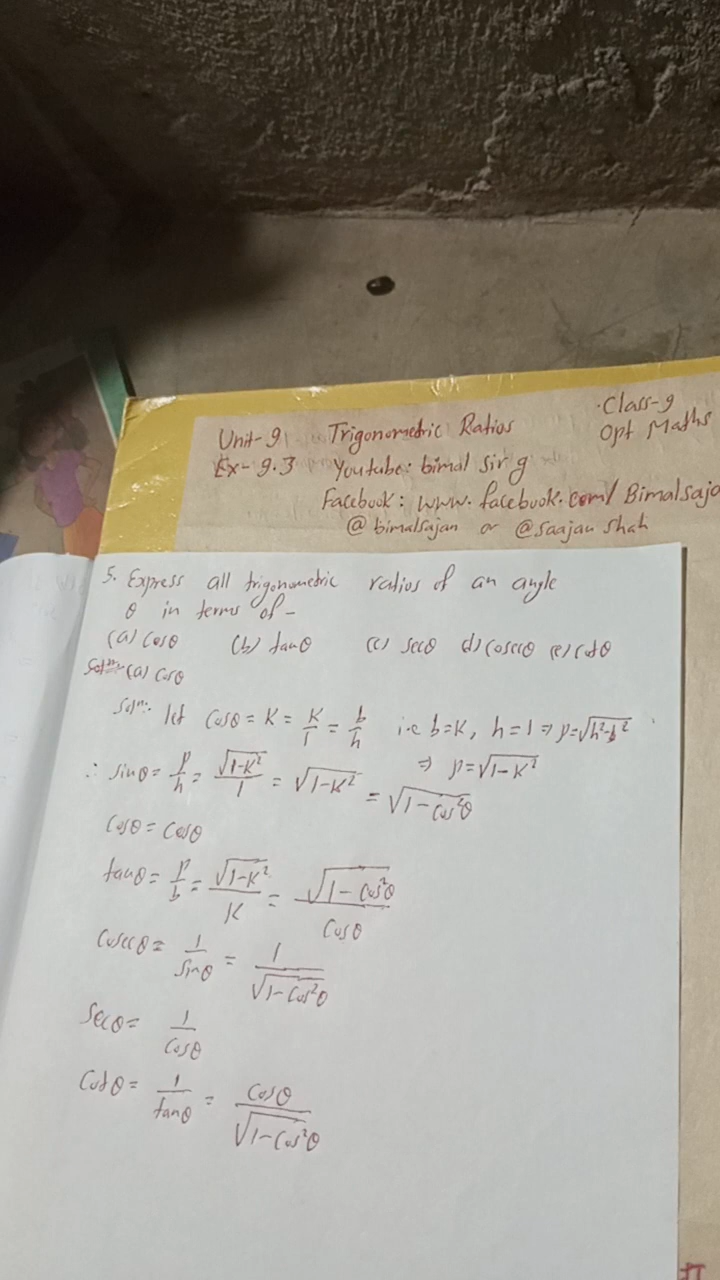 Unit-9 Trigonometric Ratios Class-9
Ex-9.3 Youtube: bimal sir g Opt Maths
Facebook: www.facebook.com/Bimalsaja
@bimalsajan or @saajan shah
5. Express all trigonometric ratios of an angle
θ in terms of -
(a) Cosθ (b) tanθ (c) secθ d) Cosecθ (e) Cotθ
Solⁿ: (a) Cosθ
Solⁿ: let Cosθ = K = K/1 = b/h i.e b=K, h=1 ⇒ p=√(h²-b²)
⇒ p=√(1-K²)
∴ Sinθ = p/h = √(1-K²)/1 = √(1-K²) = √(1-Cos²θ)
Cosθ = Cosθ
tanθ = p/b = √(1-K²)/K = √(1-Cos²θ)/Cosθ
Cosecθ = 1/Sinθ = 1/√(1-Cos²θ)
Secθ = 1/Cosθ
Cotθ = 1/tanθ = Cosθ/√(1-Cos²θ)